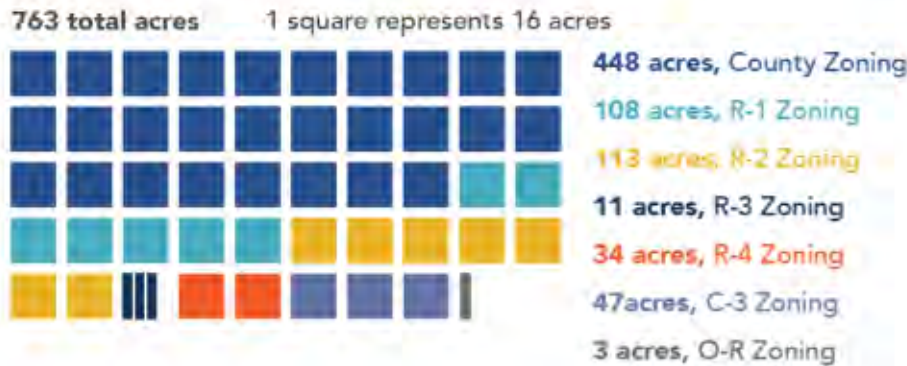 763 total acres 1 square represents 16 acres
448 acres, County Zoning
108 acres, R-1 Zoning
113 acres, R-2 Zoning
11 acres, R-3 Zoning
34 acres, R-4 Zoning
47acres, C-3 Zoning
3 acres, O-R Zoning